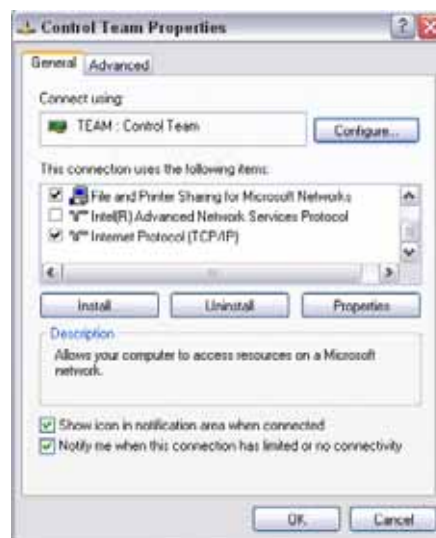 Control Team Properties
General Advanced
Connect using:
TEAM : Control Team
Configure...
This connection uses the following items:
File and Printer Sharing for Microsoft Networks
Intel(R) Advanced Network Services Protocol
Internet Protocol (TCP/IP)
Install... Uninstall Properties
Description
Allows your computer to access resources on a Microsoft
network.
Show icon in notification area when connected
Notify me when this connection has limited or no connectivity
OK Cancel